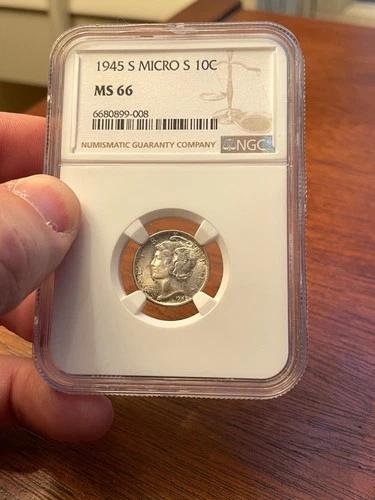 1945 S MICRO S 10C
MS 66
6680899-008
NUMISMATIC GUARANTY COMPANY
NGC